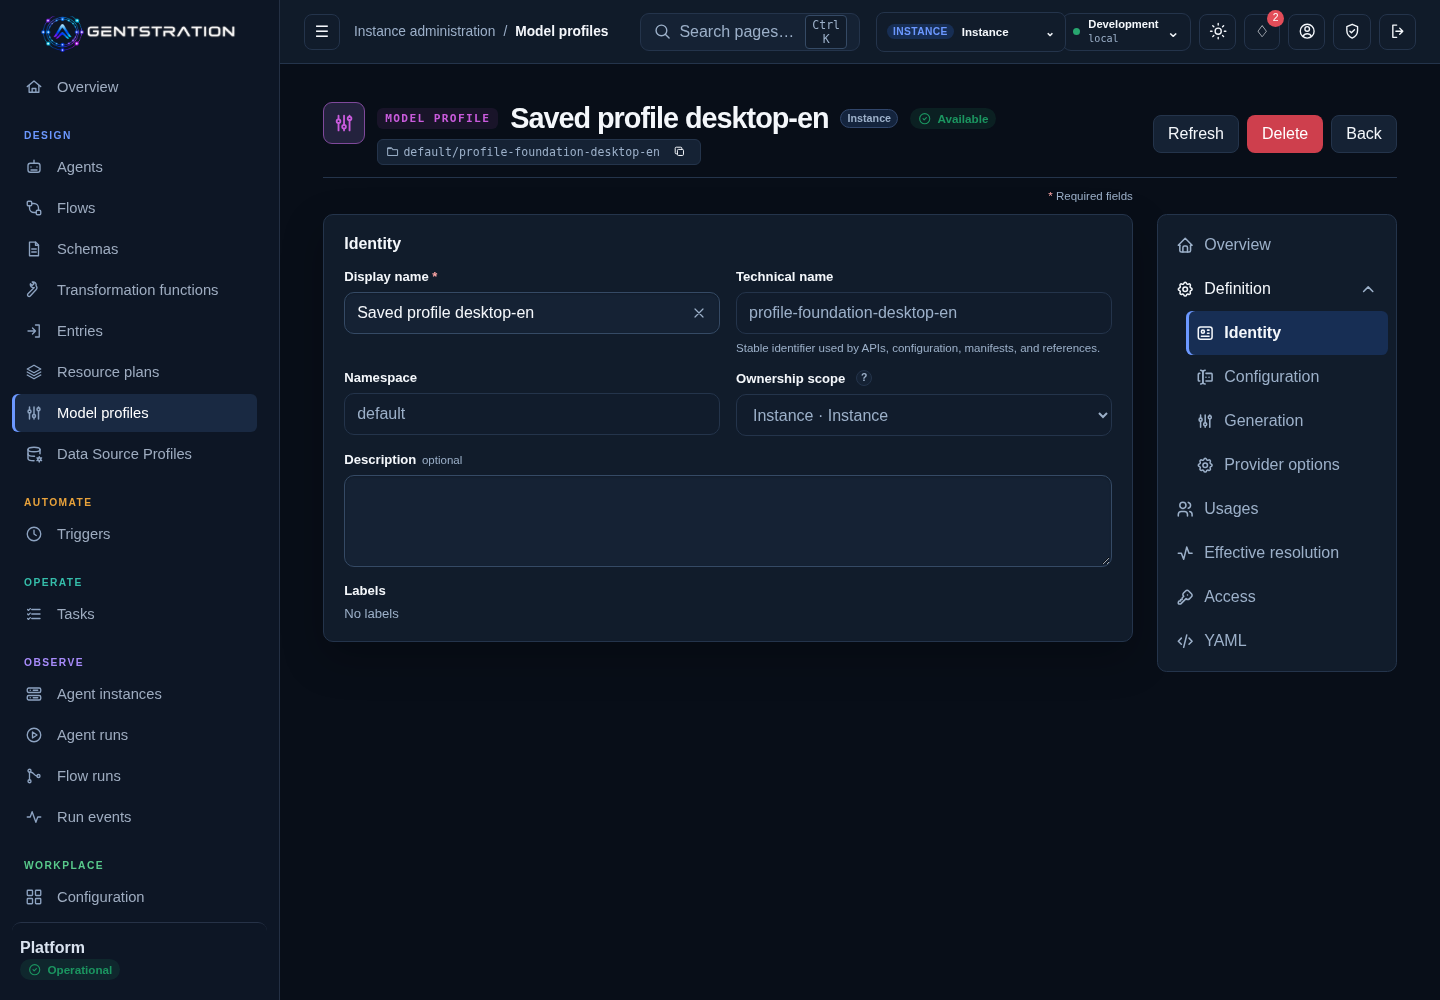 GENTSTRATION
Overview
DESIGN
Agents
Flows
Schemas
Transformation functions
Entries
Resource plans
Model profiles
Data Source Profiles
AUTOMATE
Triggers
OPERATE
Tasks
OBSERVE
Agent instances
Agent runs
Flow runs
Run events
WORKPLACE
Configuration
Platform
Operational
Instance administration / Model profiles
Search pages… Ctrl K
INSTANCE Instance
Development
local
2
MODEL PROFILE Saved profile desktop-en Instance Available
default/profile-foundation-desktop-en
Refresh Delete Back
* Required fields
Identity
Display name *
Saved profile desktop-en
Technical name
profile-foundation-desktop-en
Stable identifier used by APIs, configuration, manifests, and references.
Namespace
default
Ownership scope ?
Instance · Instance
Description optional
Labels
No labels
Overview
Definition
Identity
Configuration
Generation
Provider options
Usages
Effective resolution
Access
YAML